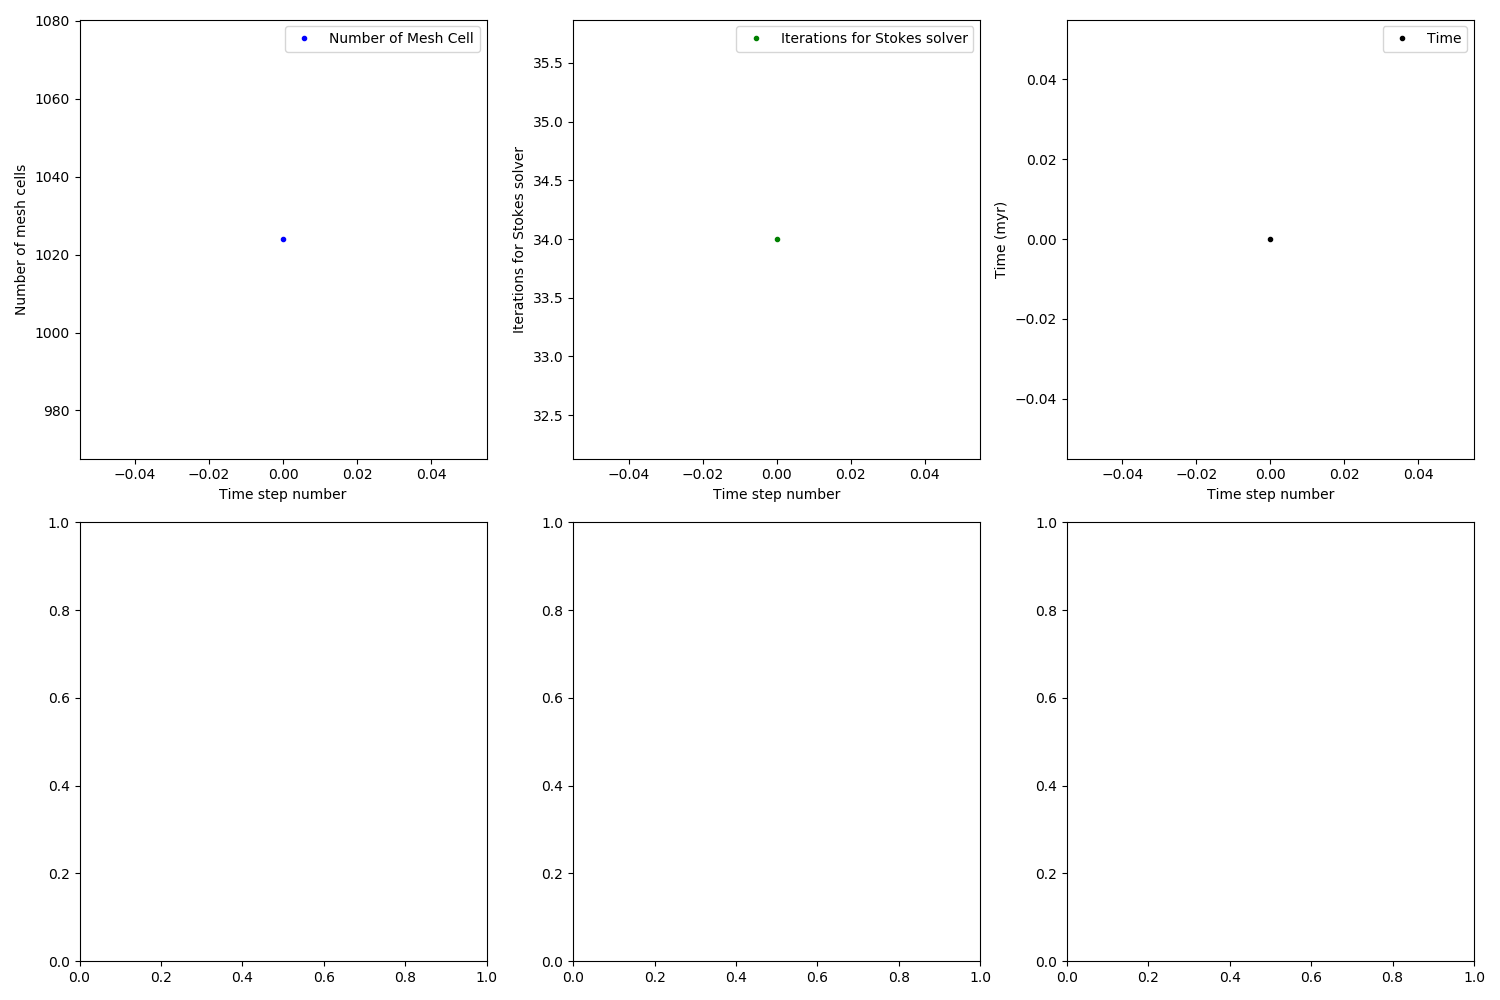 Number of Mesh Cell
1080
1060
1040
1020
1000
980
Number of mesh cells
−0.04 −0.02 0.00 0.02 0.04
Time step number
Iterations for Stokes solver
35.5
35.0
34.5
34.0
33.5
33.0
32.5
Iterations for Stokes solver
−0.04 −0.02 0.00 0.02 0.04
Time step number
Time
0.04
0.02
0.00
−0.02
−0.04
Time (myr)
−0.04 −0.02 0.00 0.02 0.04
Time step number
1.0
0.8
0.6
0.4
0.2
0.0
0.0 0.2 0.4 0.6 0.8 1.0
1.0
0.8
0.6
0.4
0.2
0.0
0.0 0.2 0.4 0.6 0.8 1.0
1.0
0.8
0.6
0.4
0.2
0.0
0.0 0.2 0.4 0.6 0.8 1.0